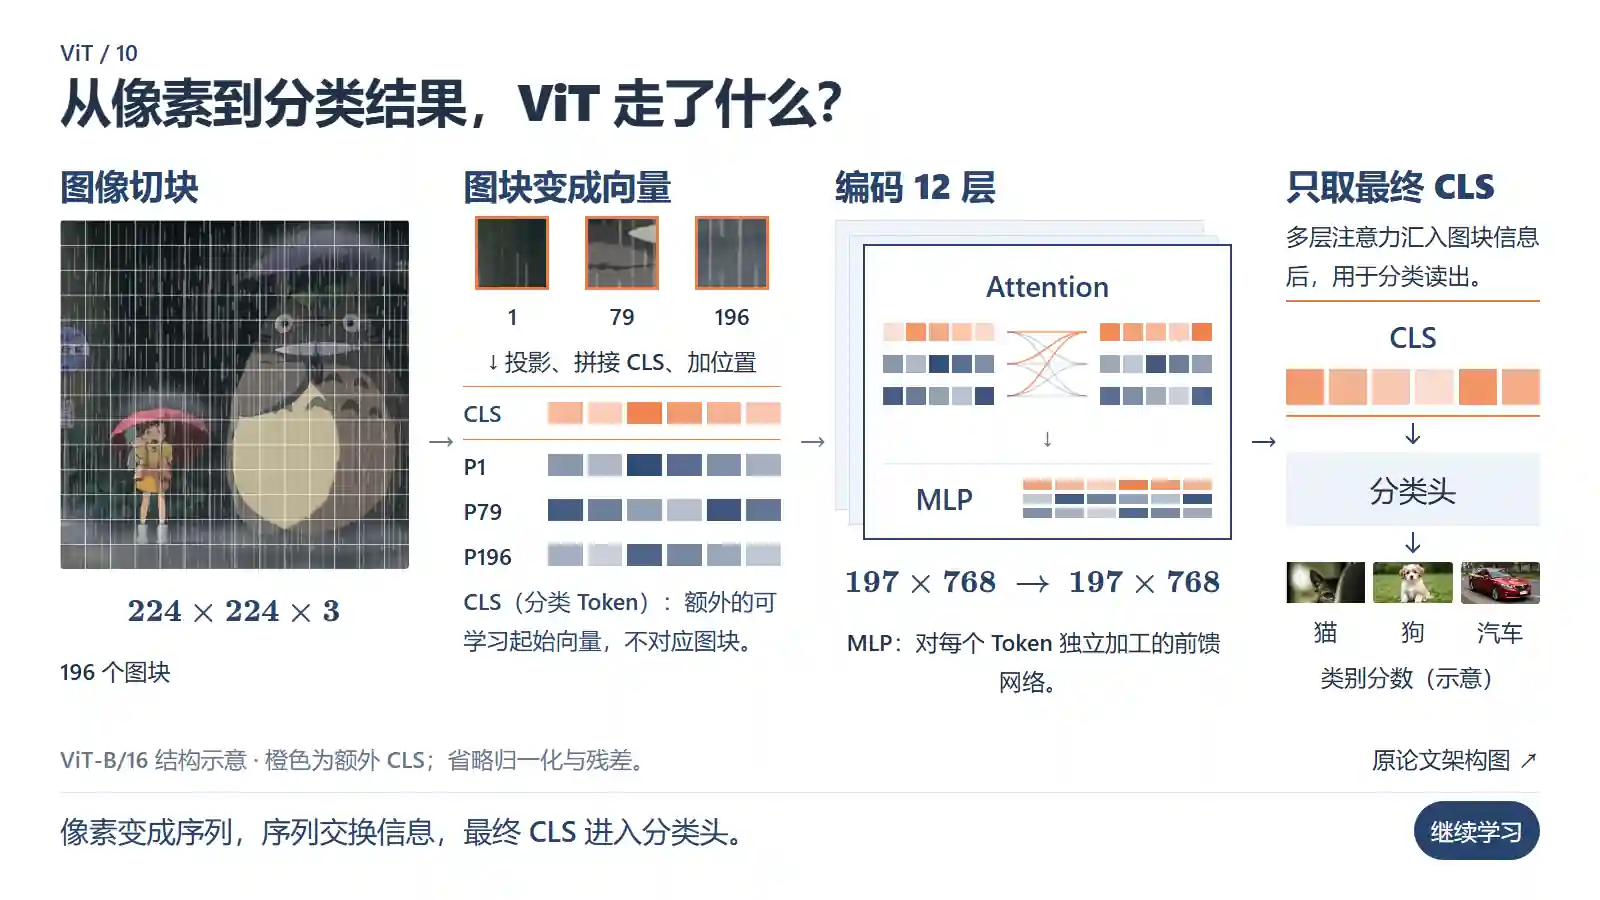 ViT / 10
从像素到分类结果，ViT 走了什么？
图像切块
224 × 224 × 3
196 个图块
图块变成向量
1
79
196
↓ 投影、拼接 CLS、加位置
CLS
P1
P79
P196
CLS（分类 Token）：额外的可
学习起始向量，不对应图块。
编码 12 层
Attention
↓
MLP
197 × 768 → 197 × 768
MLP：对每个 Token 独立加工的前馈
网络。
只取最终 CLS
多层注意力汇入图块信息
后，用于分类读出。
CLS
↓
分类头
↓
猫
狗
汽车
类别分数（示意）
ViT-B/16 结构示意 · 橙色为额外 CLS；省略归一化与残差。
原论文架构图 ↗
像素变成序列，序列交换信息，最终 CLS 进入分类头。
继续学习